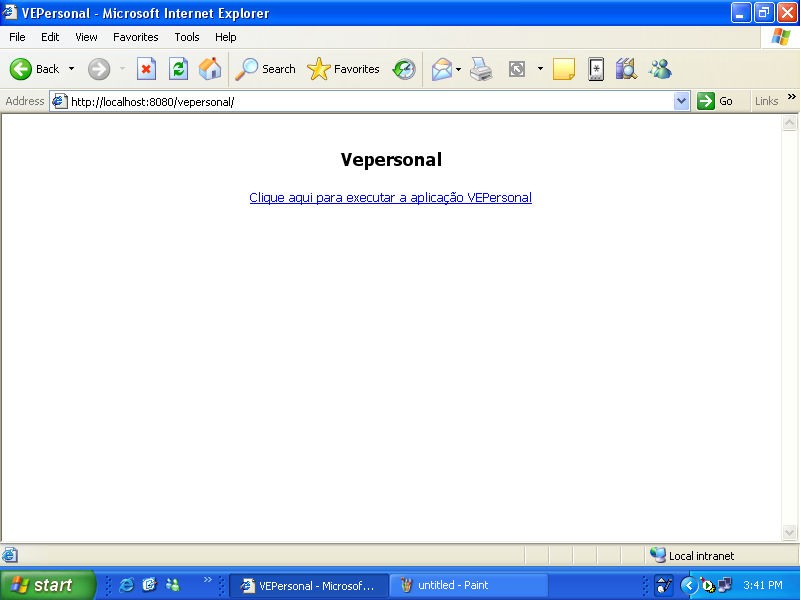 VEPersonal - Microsoft Internet Explorer
File Edit View Favorites Tools Help
Back Search Favorites
Address http://localhost:8080/vepersonal/ Go Links »
Vepersonal
Clique aqui para executar a aplicação VEPersonal
Local intranet
start » VEPersonal - Microsof... untitled - Paint 3:41 PM